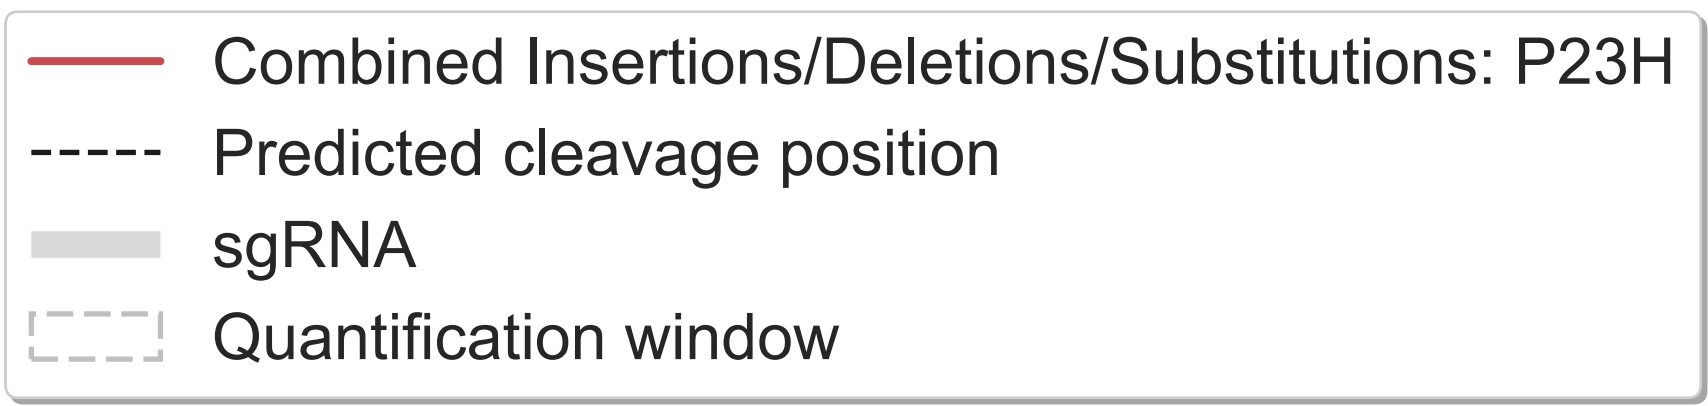 Combined Insertions/Deletions/Substitutions: P23H
Predicted cleavage position
sgRNA
Quantification window